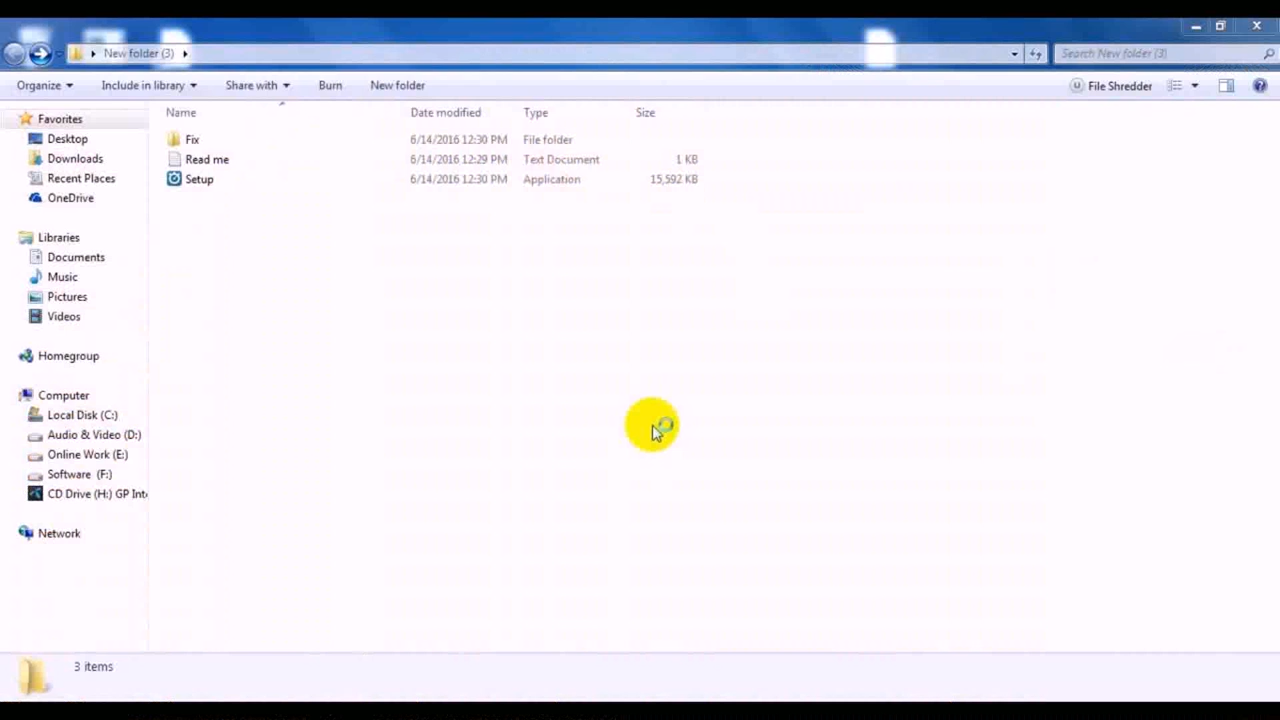 New folder (3)
Search New folder (3)
Organize
Include in library
Share with
Burn
New folder
File Shredder
Name
Date modified
Type
Size
Favorites
Desktop
Downloads
Recent Places
OneDrive
Libraries
Documents
Music
Pictures
Videos
Homegroup
Computer
Local Disk (C:)
Audio & Video (D:)
Online Work (E:)
Software (F:)
CD Drive (H:) GP Int
Network
Fix
6/14/2016 12:30 PM
File folder
Read me
6/14/2016 12:29 PM
Text Document
1 KB
Setup
6/14/2016 12:30 PM
Application
15,592 KB
3 items